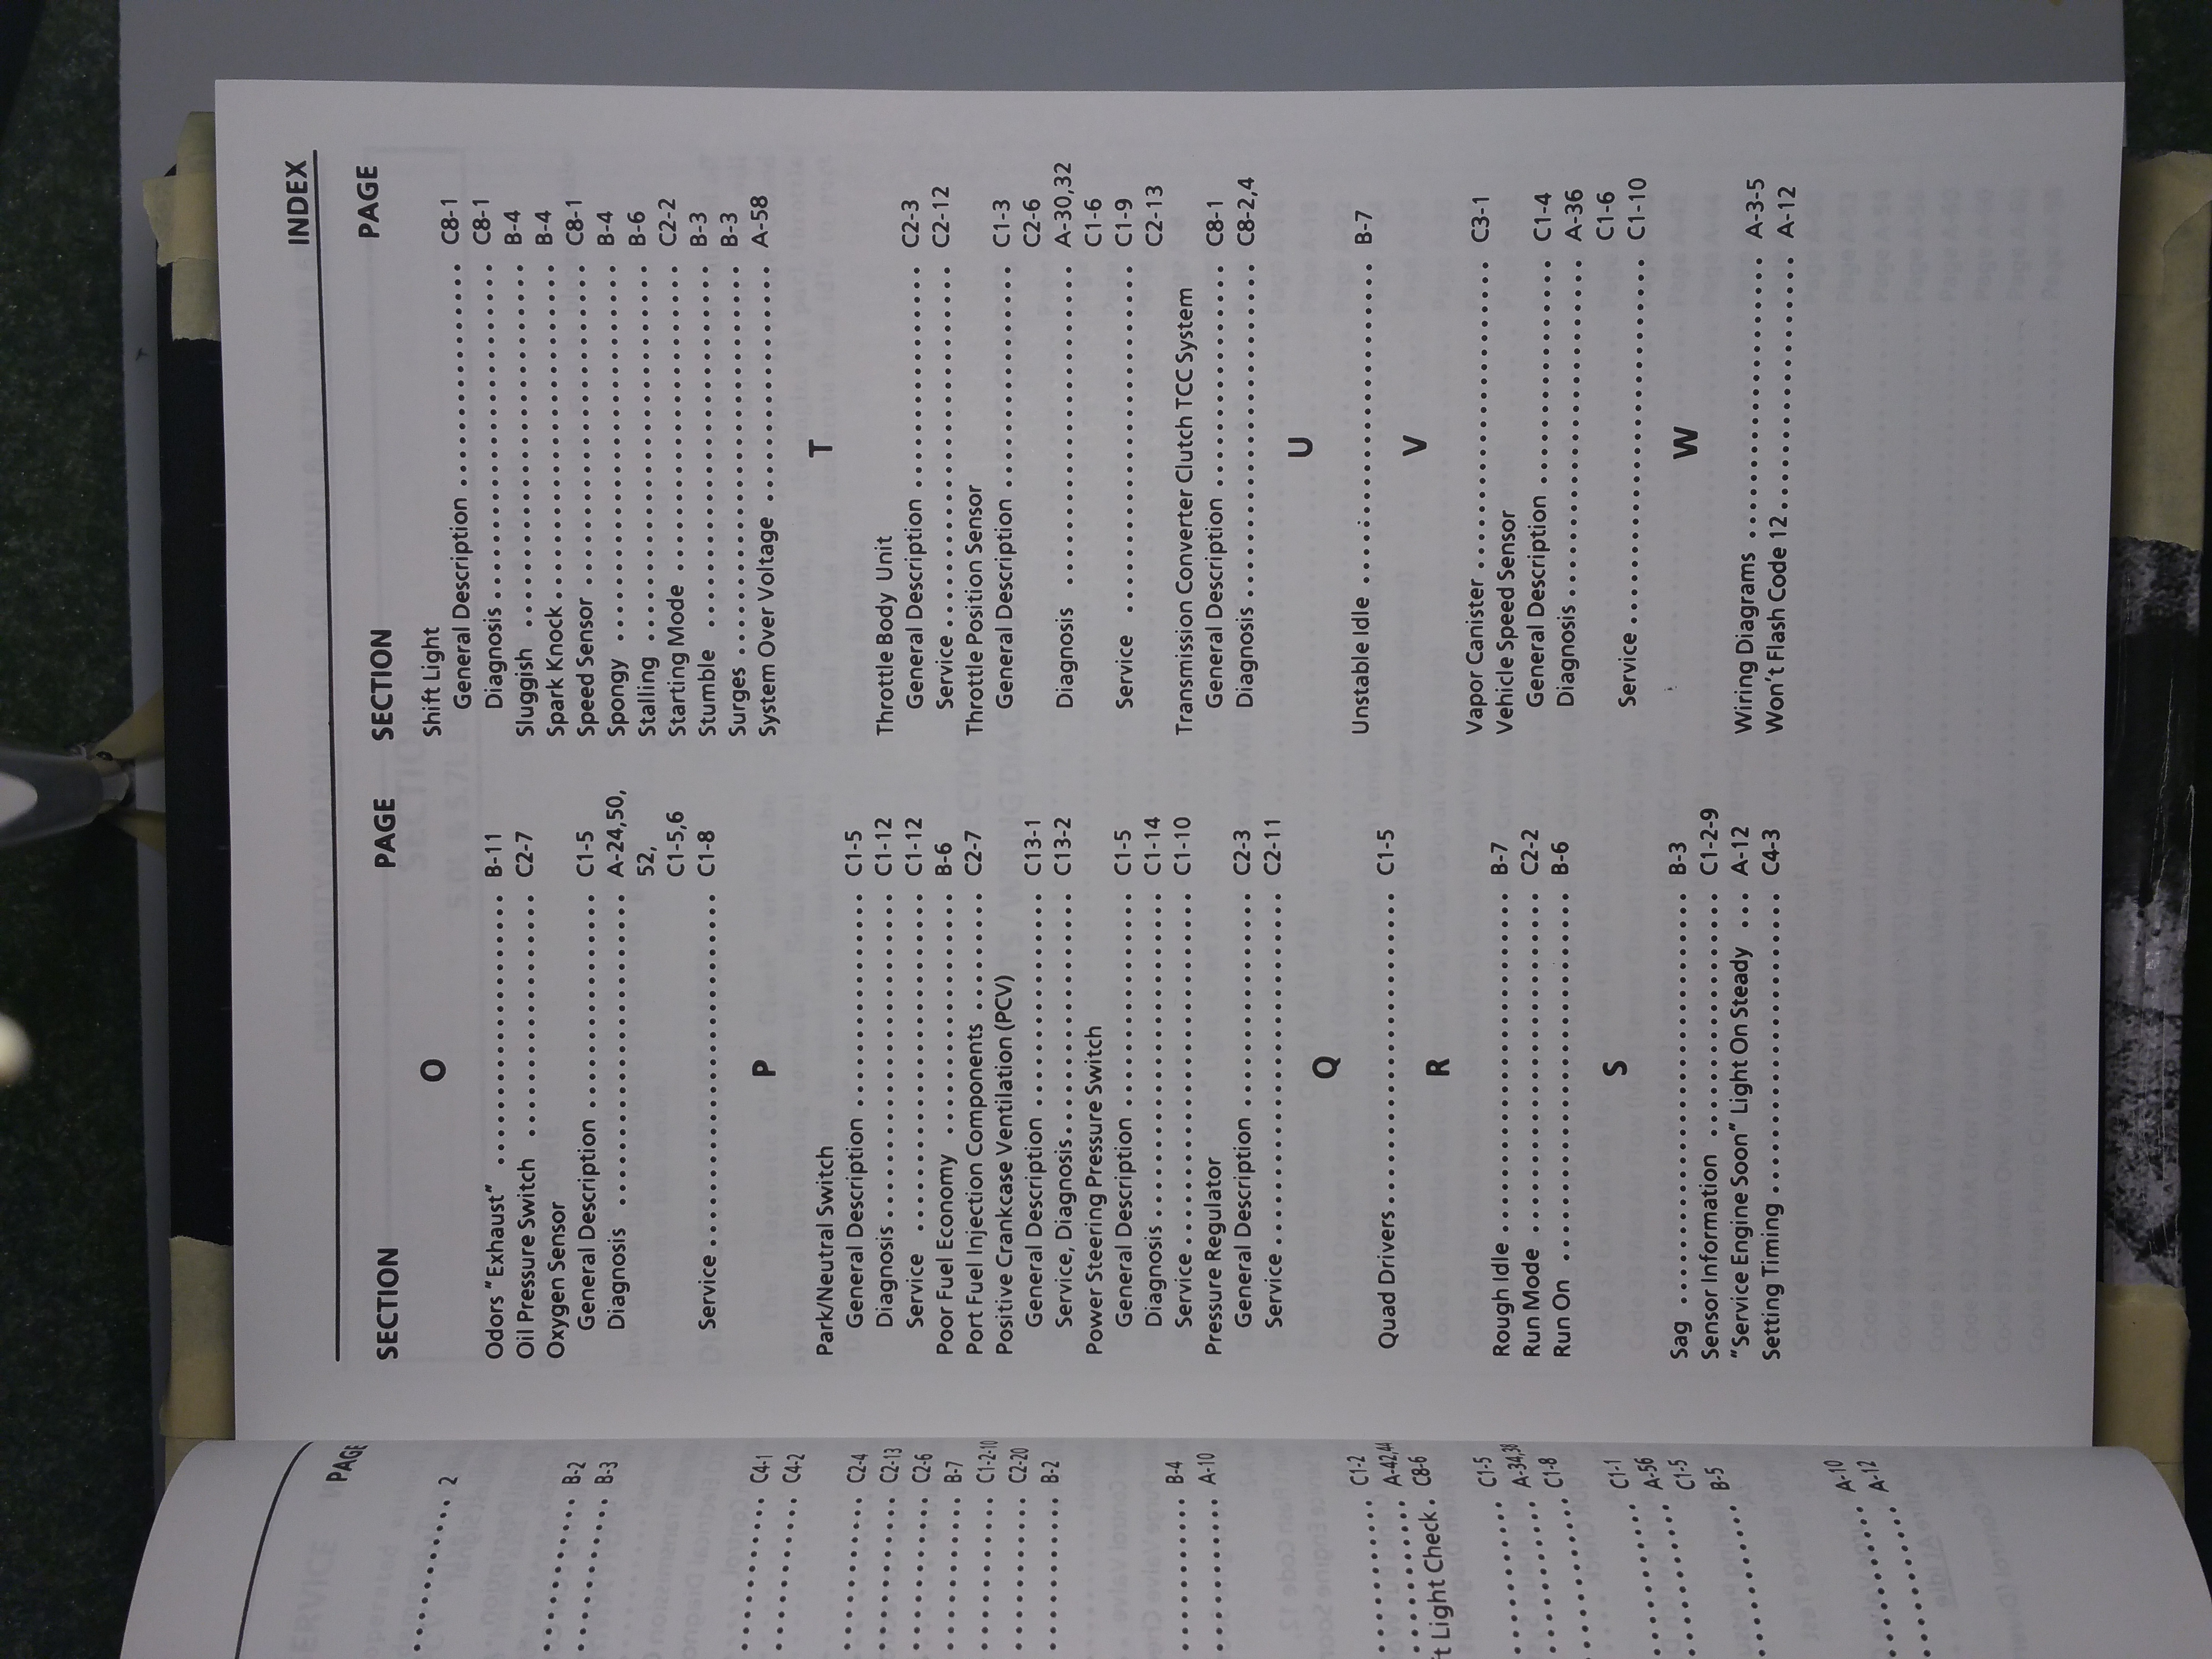 INDEX
SECTION PAGE
O
Odors "Exhaust" .......... B-11
Oil Pressure Switch .......... C2-7
Oxygen Sensor
General Description .......... C1-5
Diagnosis .......... A-24,50,
52,
C1-5,6
Service .......... C1-8
P
Park/Neutral Switch
General Description .......... C1-5
Diagnosis .......... C1-12
Service .......... C1-12
Poor Fuel Economy .......... B-6
Port Fuel Injection Components .......... C2-7
Positive Crankcase Ventilation (PCV)
General Description .......... C13-1
Service, Diagnosis .......... C13-2
Power Steering Pressure Switch
General Description .......... C1-5
Diagnosis .......... C1-14
Service .......... C1-10
Pressure Regulator
General Description .......... C2-3
Service .......... C2-11
Q
Quad Drivers .......... C1-5
R
Rough Idle .......... B-7
Run Mode .......... C2-2
Run On .......... B-6
S
Sag .......... B-3
Sensor Information .......... C1-2-9
"Service Engine Soon" Light On Steady .... A-12
Setting Timing .......... C4-3
SECTION PAGE
Shift Light
General Description .......... C8-1
Diagnosis .......... C8-1
Sluggish .......... B-4
Spark Knock .......... B-4
Speed Sensor .......... C8-1
Spongy .......... B-4
Stalling .......... B-6
Starting Mode .......... C2-2
Stumble .......... B-3
Surges .......... B-3
System Over Voltage .......... A-58
T
Throttle Body Unit
General Description .......... C2-3
Service .......... C2-12
Throttle Position Sensor
General Description .......... C1-3
C2-6
Diagnosis .......... A-30,32
C1-6
Service .......... C1-9
C2-13
Transmission Converter Clutch TCC System
General Description .......... C8-1
Diagnosis .......... C8-2,4
U
Unstable Idle .......... B-7
V
Vapor Canister .......... C3-1
Vehicle Speed Sensor
General Description .......... C1-4
Diagnosis .......... A-36
C1-6
Service .......... C1-10
W
Wiring Diagrams .......... A-3-5
Won't Flash Code 12 .......... A-12
PAGE
.......... 2
.......... B-2
.......... B-3
.......... C4-1
.......... C4-2
.......... C2-4
.......... C2-13
.......... C2-6
.......... B-7
.......... C1-2-10
.......... C2-20
.......... B-2
.......... B-4
.......... A-10
.......... C1-2
.......... A-42,44
Light Check . C8-6
.......... C1-5
.......... A-34,38
.......... C1-8
.......... C1-1
.......... A-56
.......... C1-5
.......... B-5
.......... A-10
.......... A-12